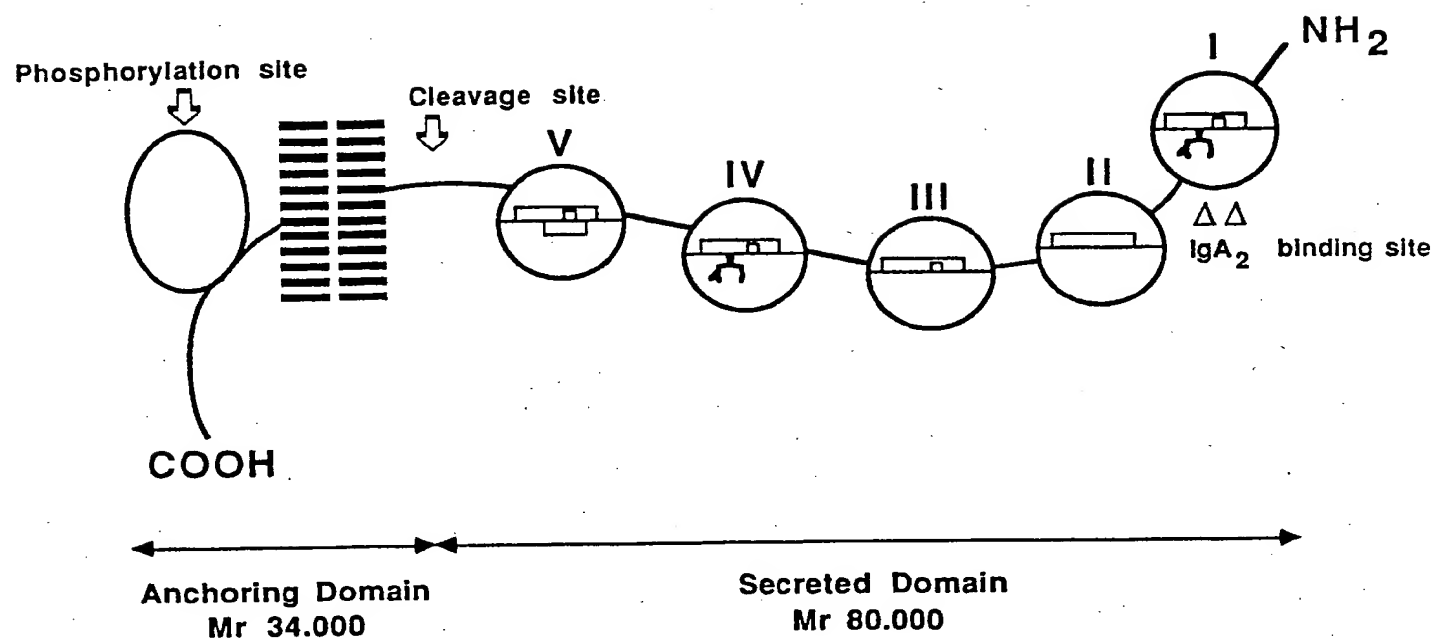 NH2
I
Phosphorylation site
Cleavage site
V
IV
III
II
IgA2 binding site
COOH
Anchoring Domain
Mr 34.000
Secreted Domain
Mr 80.000